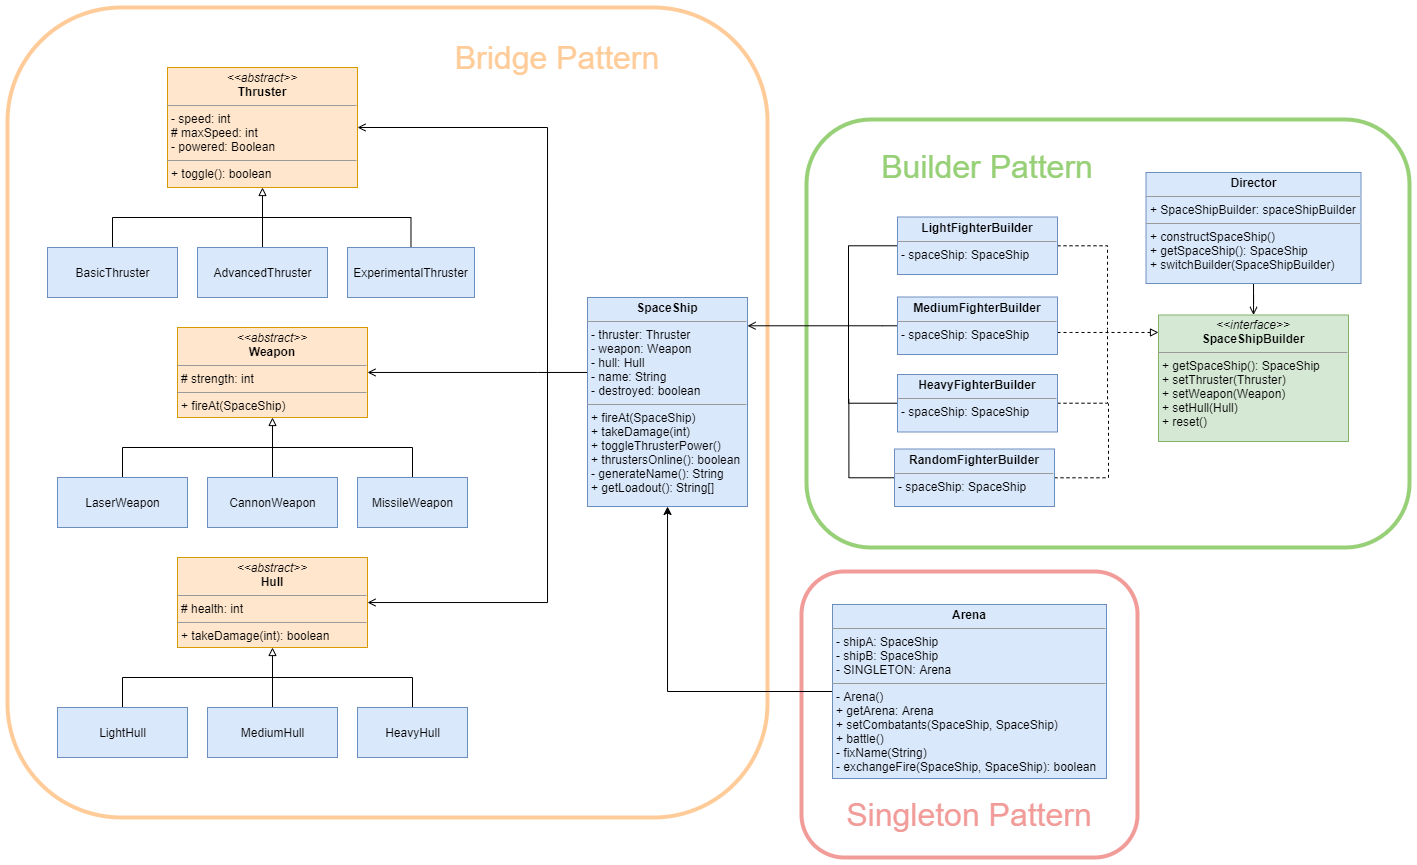 Bridge Pattern
<<abstract>>
Thruster
- speed: int
# maxSpeed: int
- powered: Boolean
+ toggle(): boolean
BasicThruster
AdvancedThruster
ExperimentalThruster
<<abstract>>
Weapon
# strength: int
+ fireAt(SpaceShip)
LaserWeapon
CannonWeapon
MissileWeapon
<<abstract>>
Hull
# health: int
+ takeDamage(int): boolean
LightHull
MediumHull
HeavyHull
SpaceShip
- thruster: Thruster
- weapon: Weapon
- hull: Hull
- name: String
- destroyed: boolean
+ fireAt(SpaceShip)
+ takeDamage(int)
+ toggleThrusterPower()
+ thrustersOnline(): boolean
- generateName(): String
+ getLoadout(): String[]
Builder Pattern
LightFighterBuilder
- spaceShip: SpaceShip
MediumFighterBuilder
- spaceShip: SpaceShip
HeavyFighterBuilder
- spaceShip: SpaceShip
RandomFighterBuilder
- spaceShip: SpaceShip
Director
+ SpaceShipBuilder: spaceShipBuilder
+ constructSpaceShip()
+ getSpaceShip(): SpaceShip
+ switchBuilder(SpaceShipBuilder)
<<interface>>
SpaceShipBuilder
+ getSpaceShip(): SpaceShip
+ setThruster(Thruster)
+ setWeapon(Weapon)
+ setHull(Hull)
+ reset()
Arena
- shipA: SpaceShip
- shipB: SpaceShip
- SINGLETON: Arena
- Arena()
+ getArena: Arena
+ setCombatants(SpaceShip, SpaceShip)
+ battle()
- fixName(String)
- exchangeFire(SpaceShip, SpaceShip): boolean
Singleton Pattern